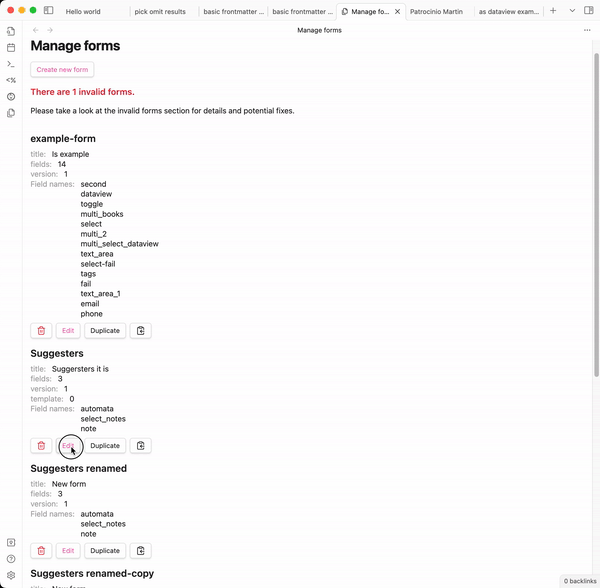 Hello world
pick omit results
basic frontmatter ...
basic frontmatter ...
Manage fo...
Patrocinio Martin
as dataview exam...
Manage forms
Manage forms
Create new form
There are 1 invalid forms.
Please take a look at the invalid forms section for details and potential fixes.
example-form
title: Is example
fields: 14
version: 1
Field names: second
dataview
toggle
multi_books
select
multi_2
multi_select_dataview
text_area
select-fail
tags
fail
text_area_1
email
phone
Edit Duplicate
Suggesters
title: Suggersters it is
fields: 3
version: 1
template: 0
Field names: automata
select_notes
note
Edit Duplicate
Suggesters renamed
title: New form
fields: 3
version: 1
Field names: automata
select_notes
note
Edit Duplicate
Suggesters renamed-copy
0 backlinks